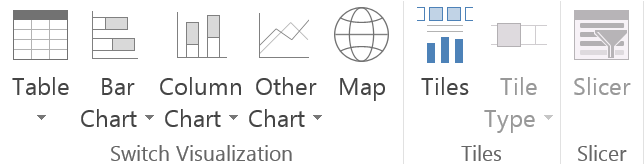 Table
Bar
Chart
Column
Chart
Other
Chart
Map
Switch Visualization
Tiles
Tile
Type
Tiles
Slicer
Slicer